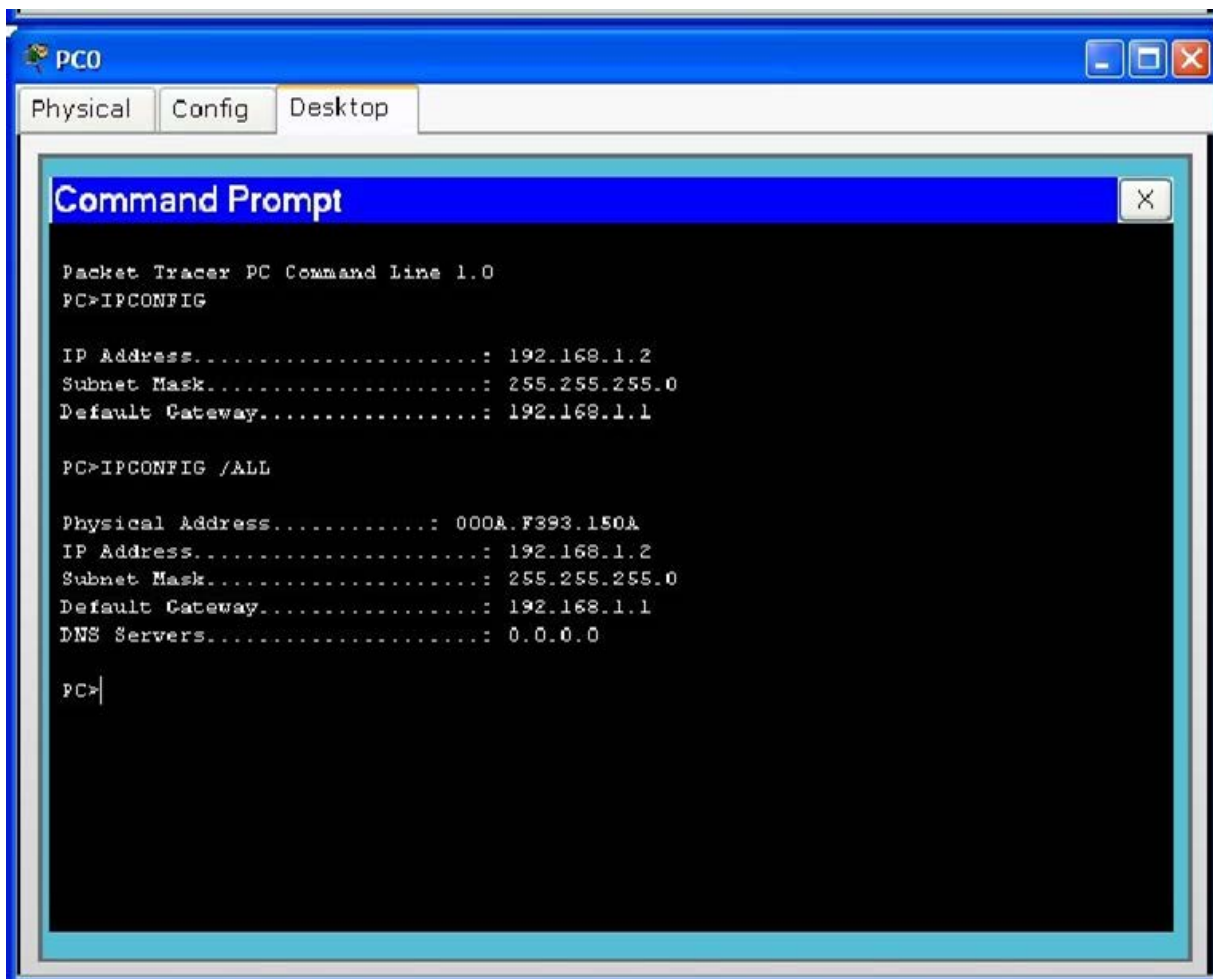 PC0
Physical Config Desktop
Command Prompt
X
Packet Tracer PC Command Line 1.0
PC>IPCONFIG
IP Address......................: 192.168.1.2
Subnet Mask.....................: 255.255.255.0
Default Gateway.................: 192.168.1.1
PC>IPCONFIG /ALL
Physical Address.............: 000A.F393.150A
IP Address......................: 192.168.1.2
Subnet Mask.....................: 255.255.255.0
Default Gateway.................: 192.168.1.1
DNS Servers.....................: 0.0.0.0
PC>